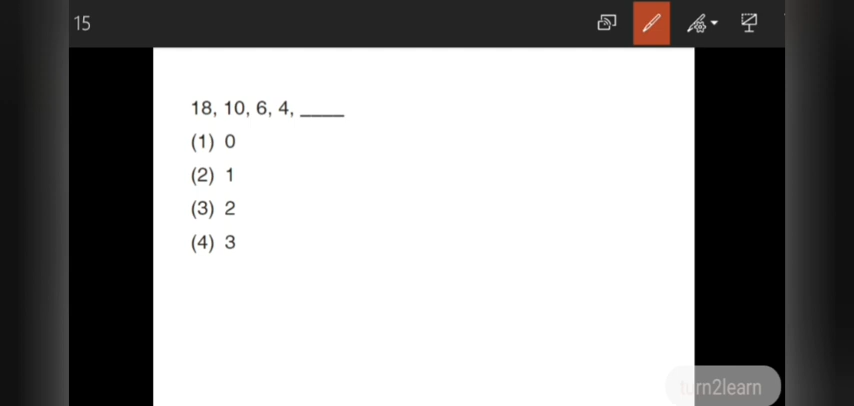 15
18, 10, 6, 4, ____
(1) 0
(2) 1
(3) 2
(4) 3
turn2learn